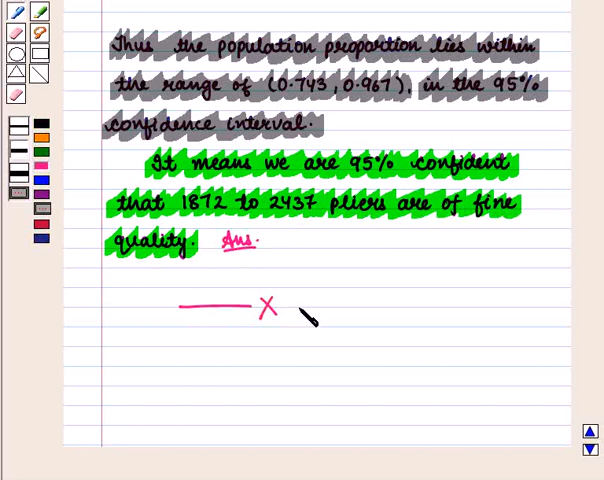 Thus the population proportion lies within
the range of (0.743, 0.967), in the 95%
confidence interval.
It means we are 95% confident
that 1872 to 2437 pliers are of fine
quality. Ans.